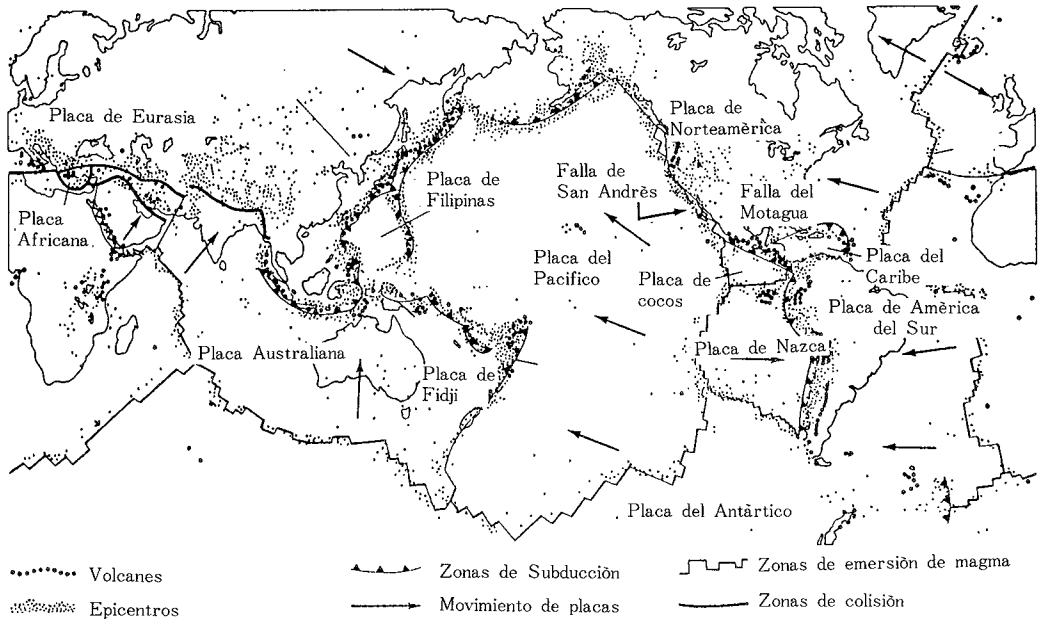 Placa de Eurasia
Placa
Africana
Placa de
Filipinas
Placa Australiana
Placa de
Fidji
Placa de
Norteamèrica
Falla de
San Andrès
Falla del
Motagua
Placa del
Pacifico
Placa de
cocos
Placa del
Caribe
Placa de Amèrica
del Sur
Placa de Nazca
Placa del Antàrtico
Volcanes
Epicentros
Zonas de Subducciòn
Movimiento de placas
Zonas de emersiòn de magma
Zonas de colisiòn